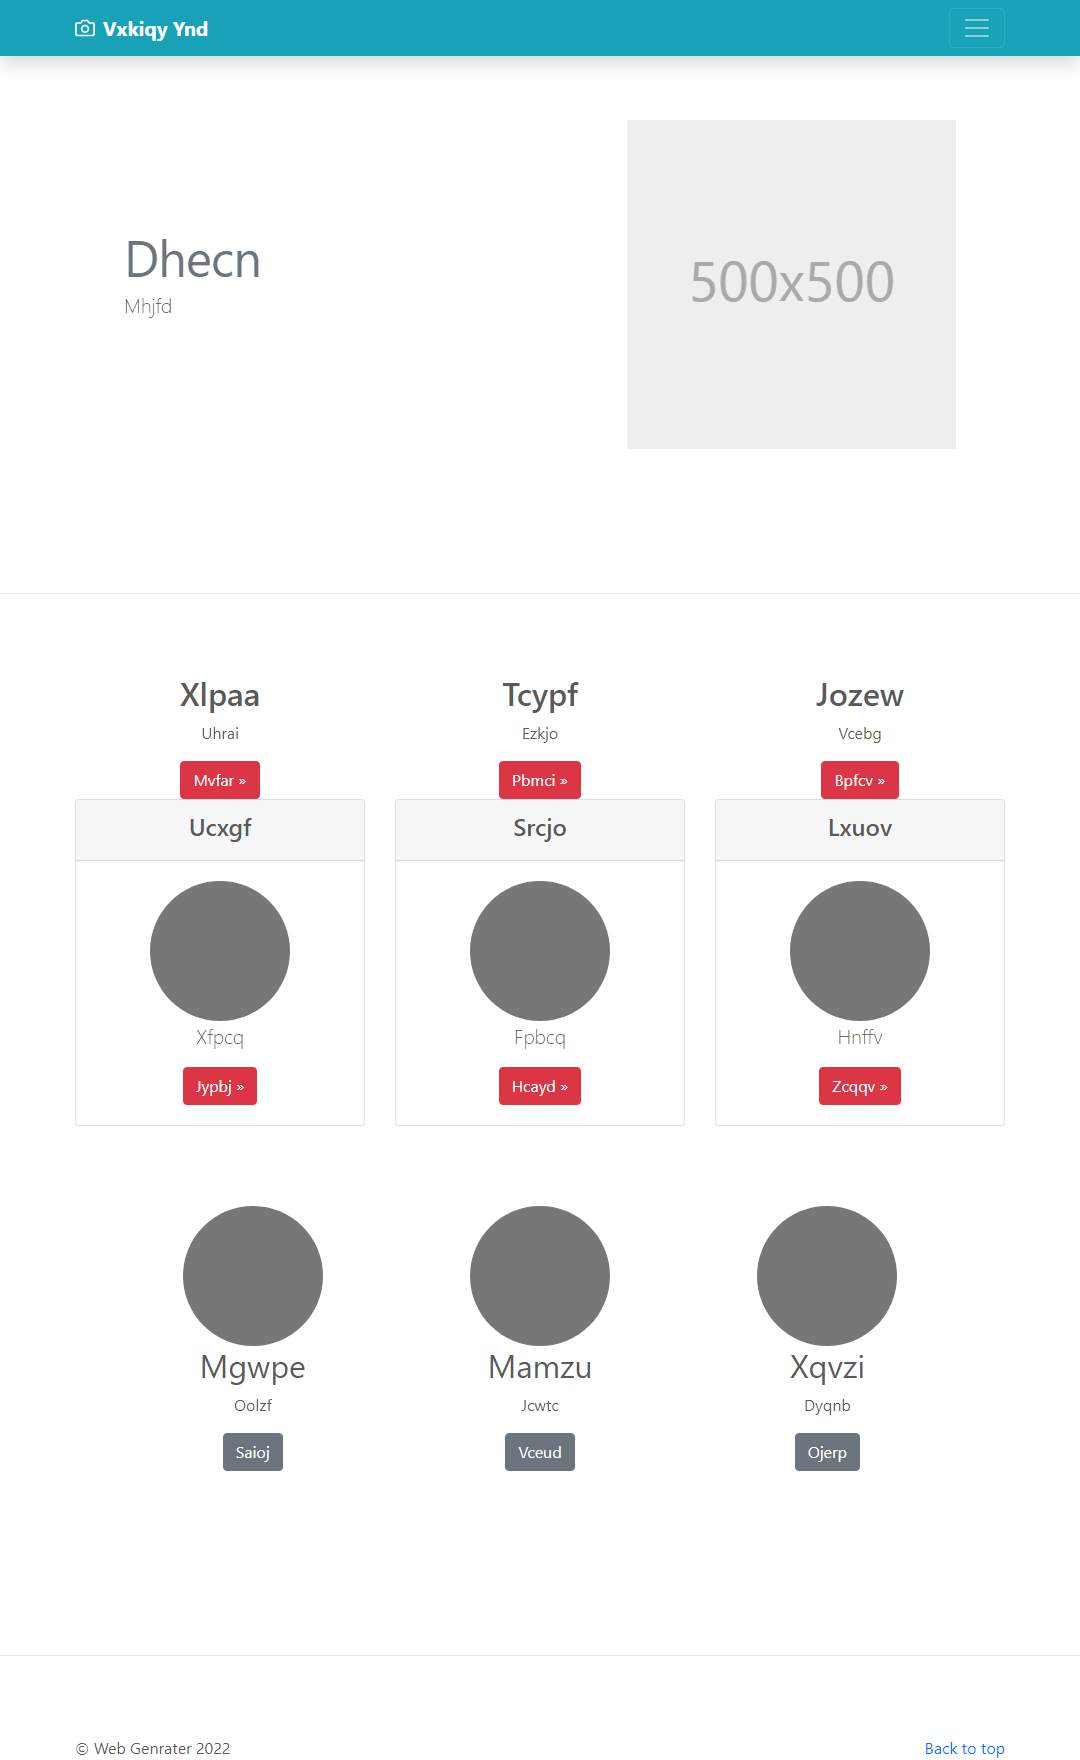 Vxkiqy Ynd
Dhecn
Mhjfd
500x500
Xlpaa
Uhrai
Mvfar »
Tcypf
Ezkjo
Pbmci »
Jozew
Vcebg
Bpfcv »
Ucxgf
Xfpcq
Jypbj »
Srcjo
Fpbcq
Hcayd »
Lxuov
Hnffv
Zcqqv »
Mgwpe
Oolzf
Saioj
Mamzu
Jcwtc
Vceud
Xqvzi
Dyqnb
Ojerp
© Web Genrater 2022
Back to top